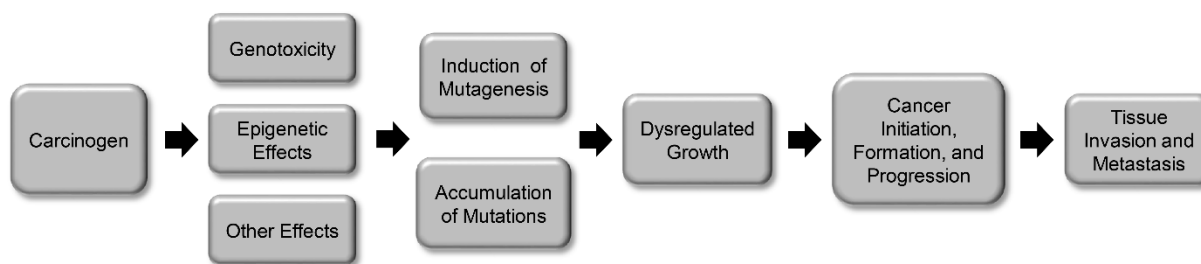 Carcinogen
Genotoxicity
Epigenetic
Effects
Other Effects
Induction of
Mutagenesis
Accumulation
of Mutations
Dysregulated
Growth
Cancer
Initiation,
Formation, and
Progression
Tissue
Invasion and
Metastasis